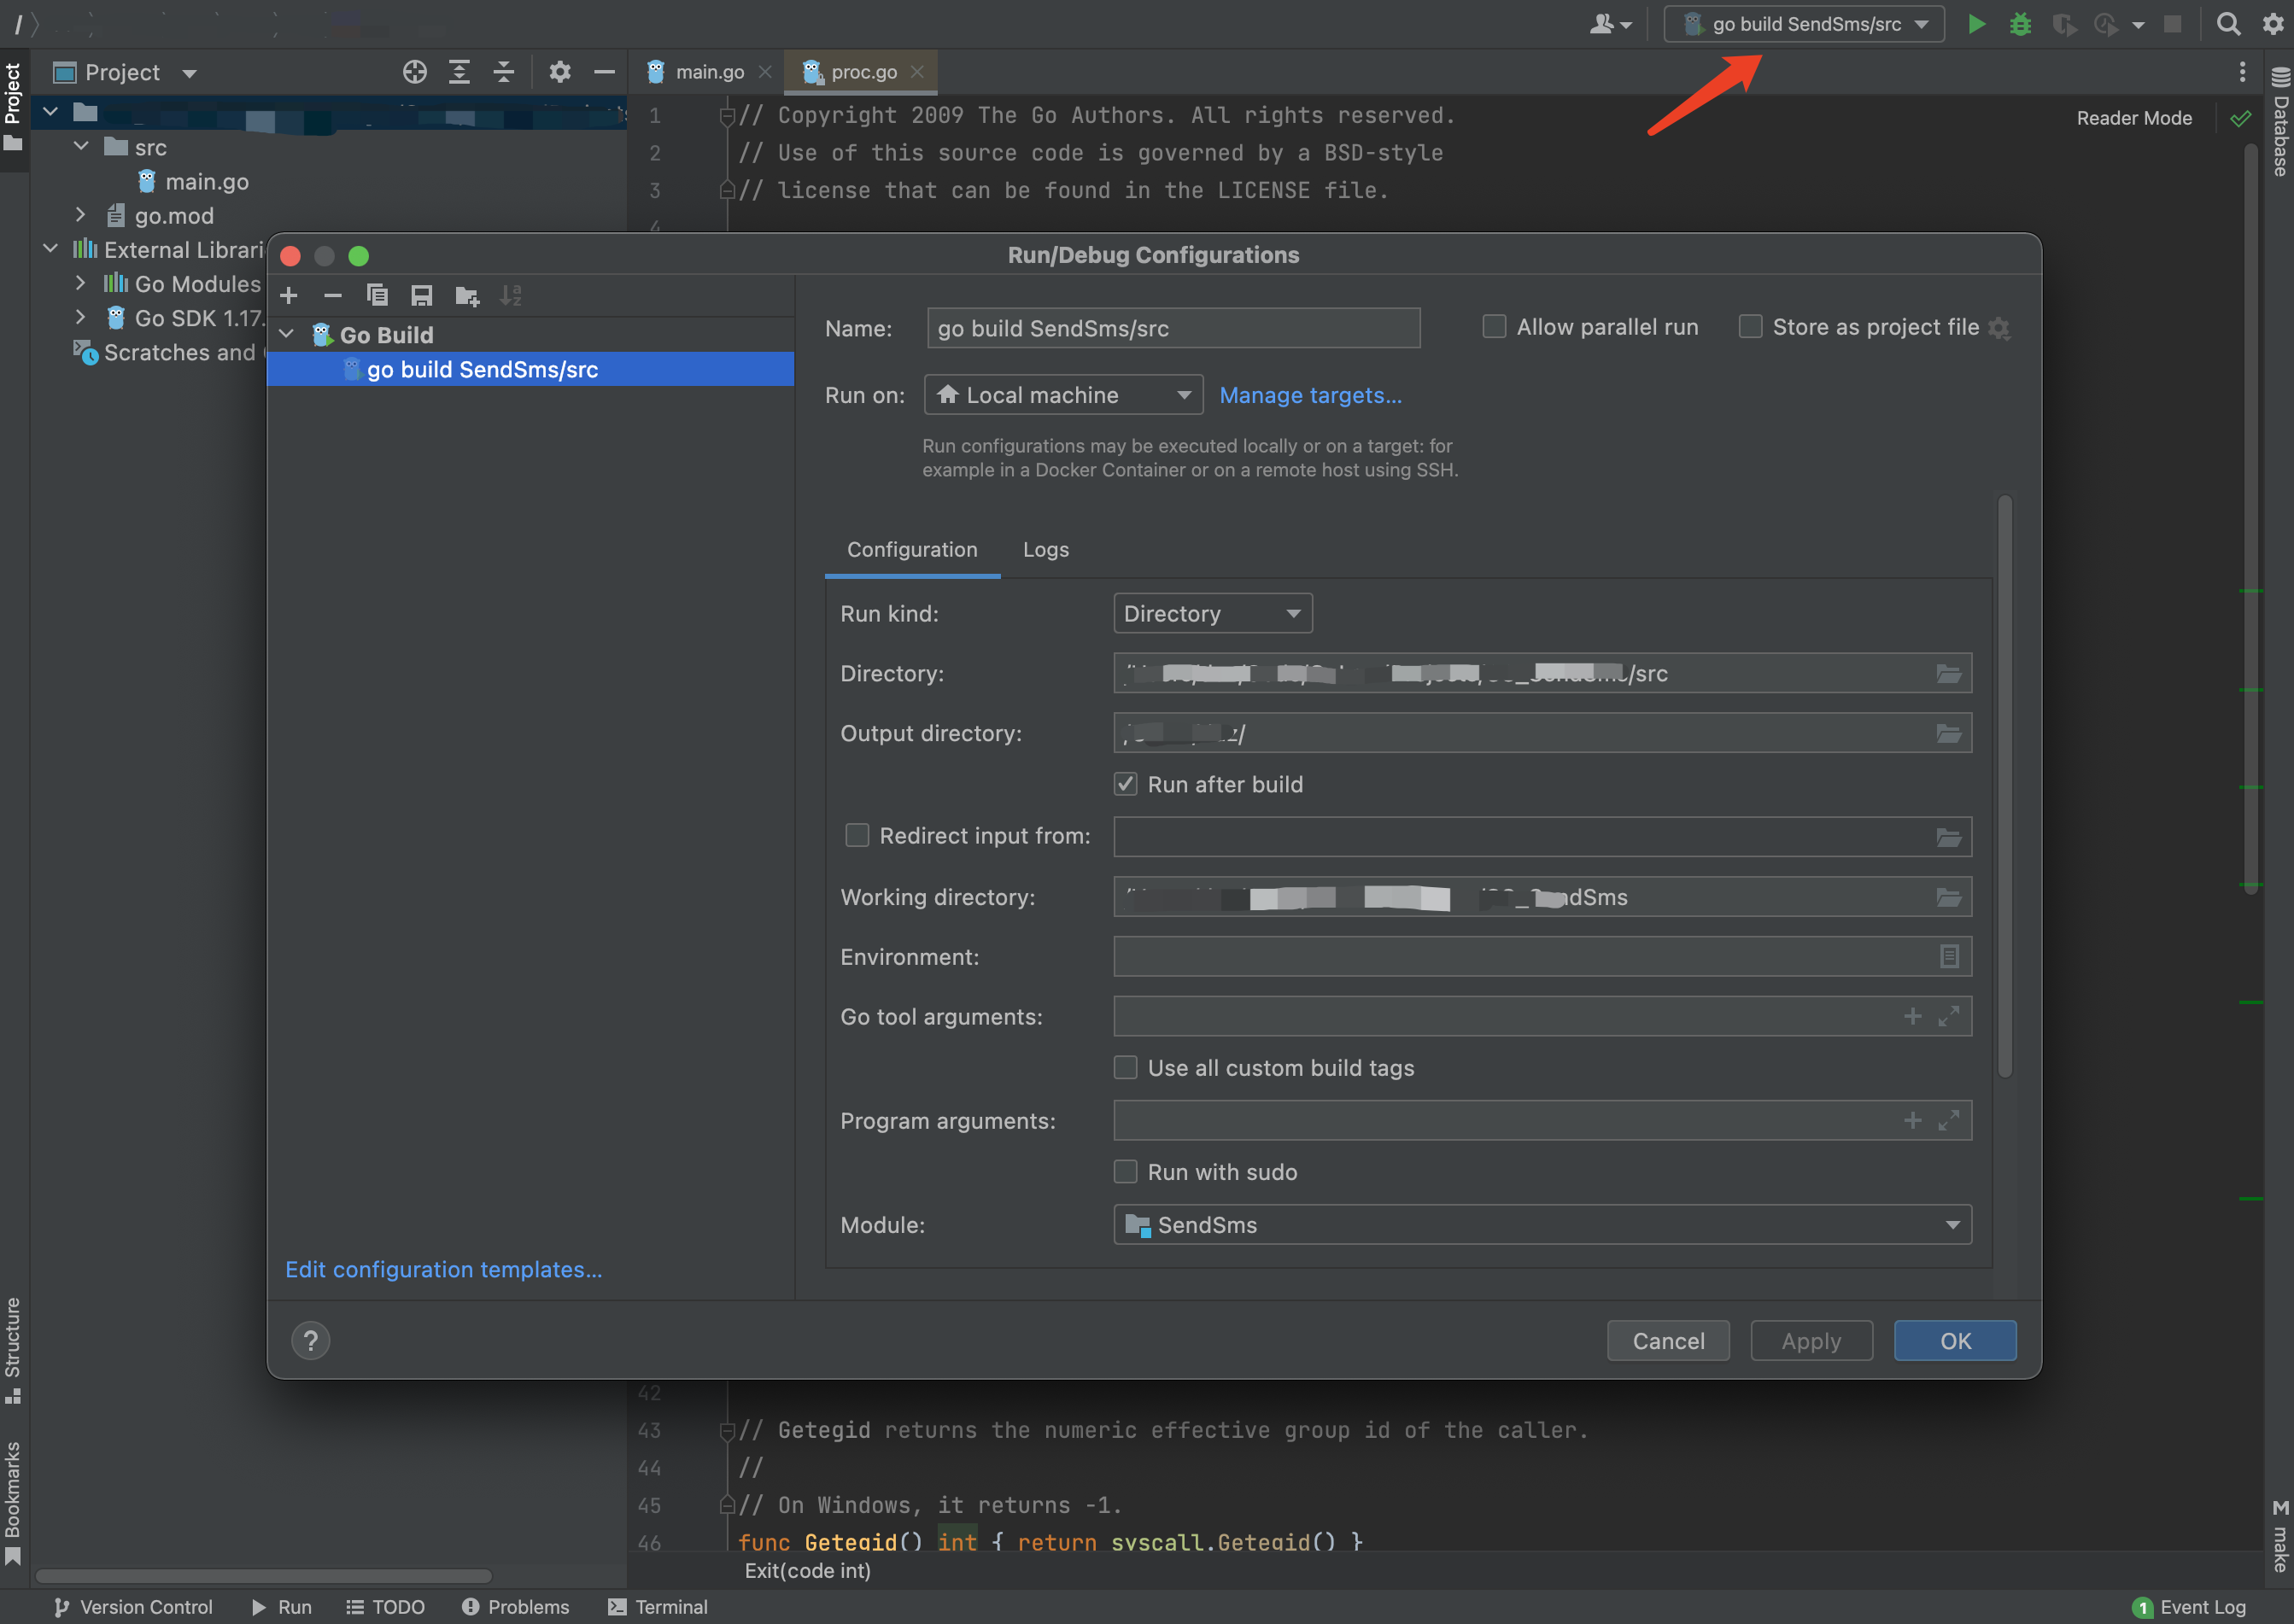 go build SendSms/src
Project
Project
main.go
proc.go
Database
src
main.go
go.mod
External Librari
Go Modules
Go SDK 1.17.
Scratches and
1
// Copyright 2009 The Go Authors. All rights reserved.
2
// Use of this source code is governed by a BSD-style
3
// license that can be found in the LICENSE file.
4
Reader Mode
Run/Debug Configurations
Go Build
go build SendSms/src
Name:
go build SendSms/src
Allow parallel run
Store as project file
Run on:
Local machine
Manage targets...
Run configurations may be executed locally or on a target: for
example in a Docker Container or on a remote host using SSH.
Configuration
Logs
Run kind:
Directory
Directory:
/src
Output directory:
Run after build
Redirect input from:
Working directory:
Environment:
Go tool arguments:
Use all custom build tags
Program arguments:
Run with sudo
Module:
SendSms
Edit configuration templates...
?
Cancel
Apply
OK
Structure
Bookmarks
42
43
// Getegid returns the numeric effective group id of the caller.
44
//
45
// On Windows, it returns -1.
46
func Getegid() int { return syscall.Getegid() }
Exit(code int)
M make
Version Control
Run
TODO
Problems
Terminal
1 Event Log